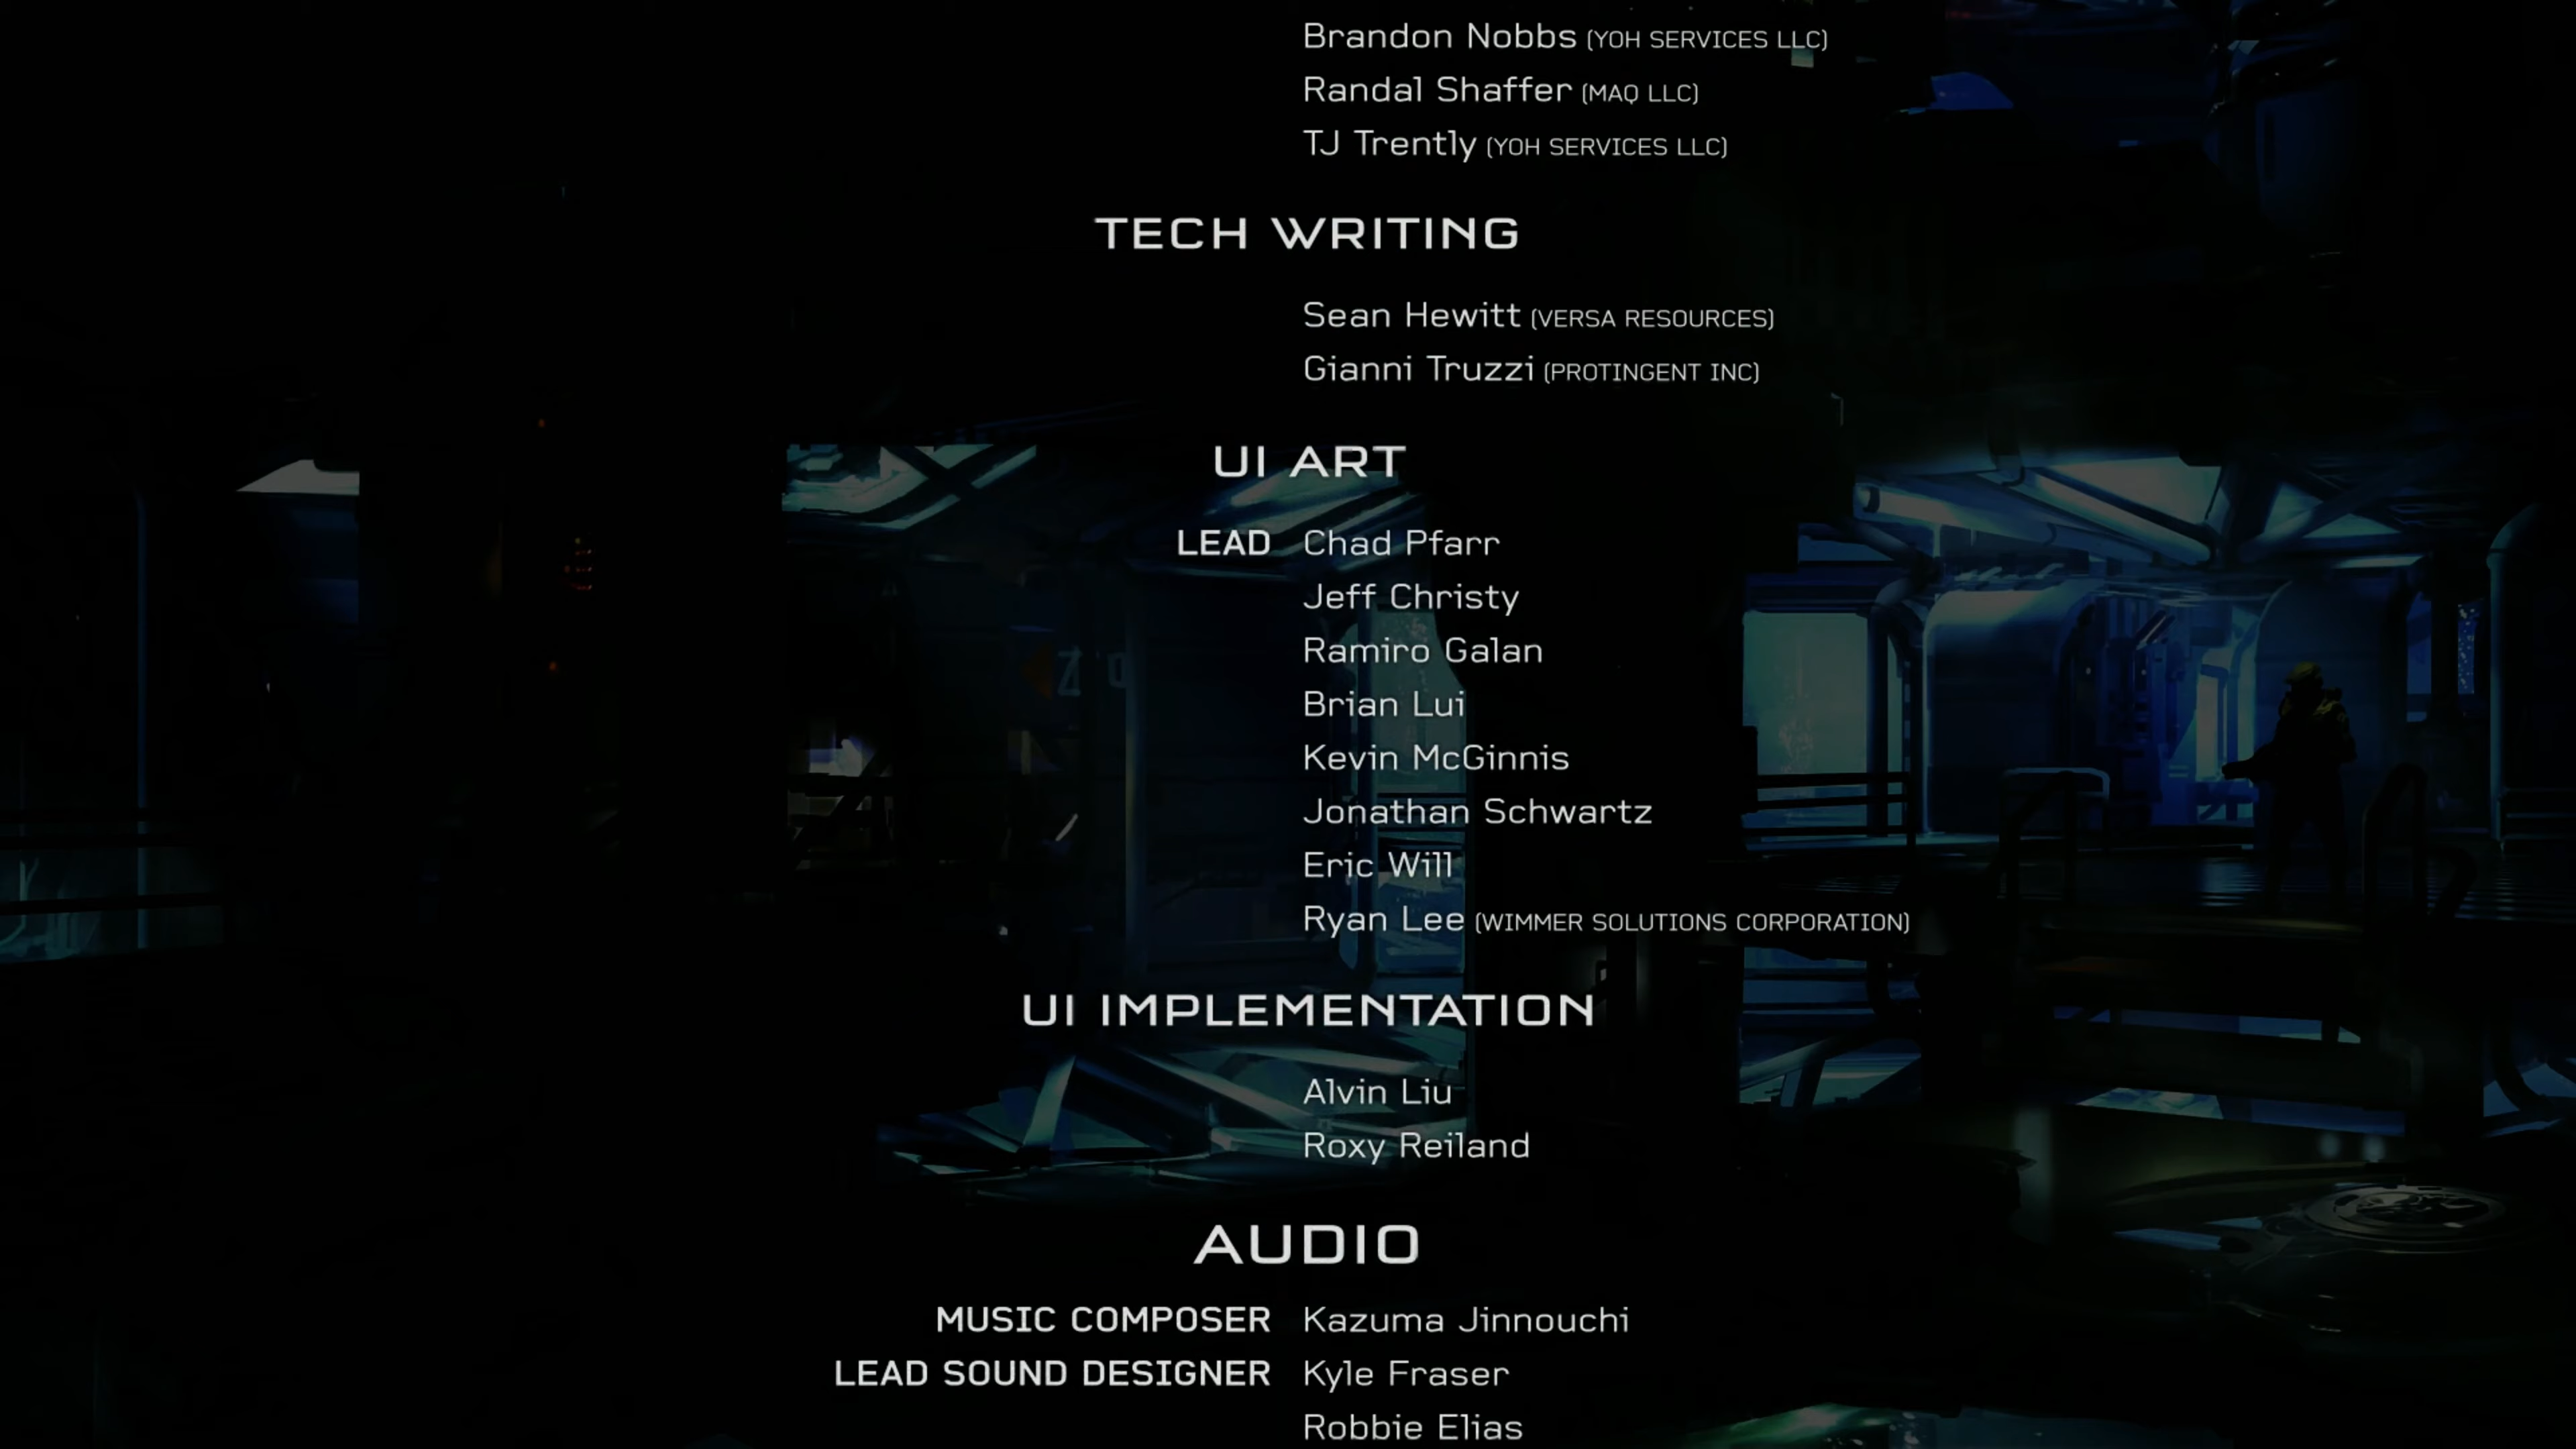 Brandon Nobbs (YOH SERVICES LLC)
Randal Shaffer (MAQ LLC)
TJ Trently (YOH SERVICES LLC)
TECH WRITING
Sean Hewitt (VERSA RESOURCES)
Gianni Truzzi (PROTINGENT INC)
UI ART
LEAD Chad Pfarr
Jeff Christy
Ramiro Galan
Brian Lui
Kevin McGinnis
Jonathan Schwartz
Eric Will
Ryan Lee (WIMMER SOLUTIONS CORPORATION)
UI IMPLEMENTATION
Alvin Liu
Roxy Reiland
AUDIO
MUSIC COMPOSER Kazuma Jinnouchi
LEAD SOUND DESIGNER Kyle Fraser
Robbie Elias